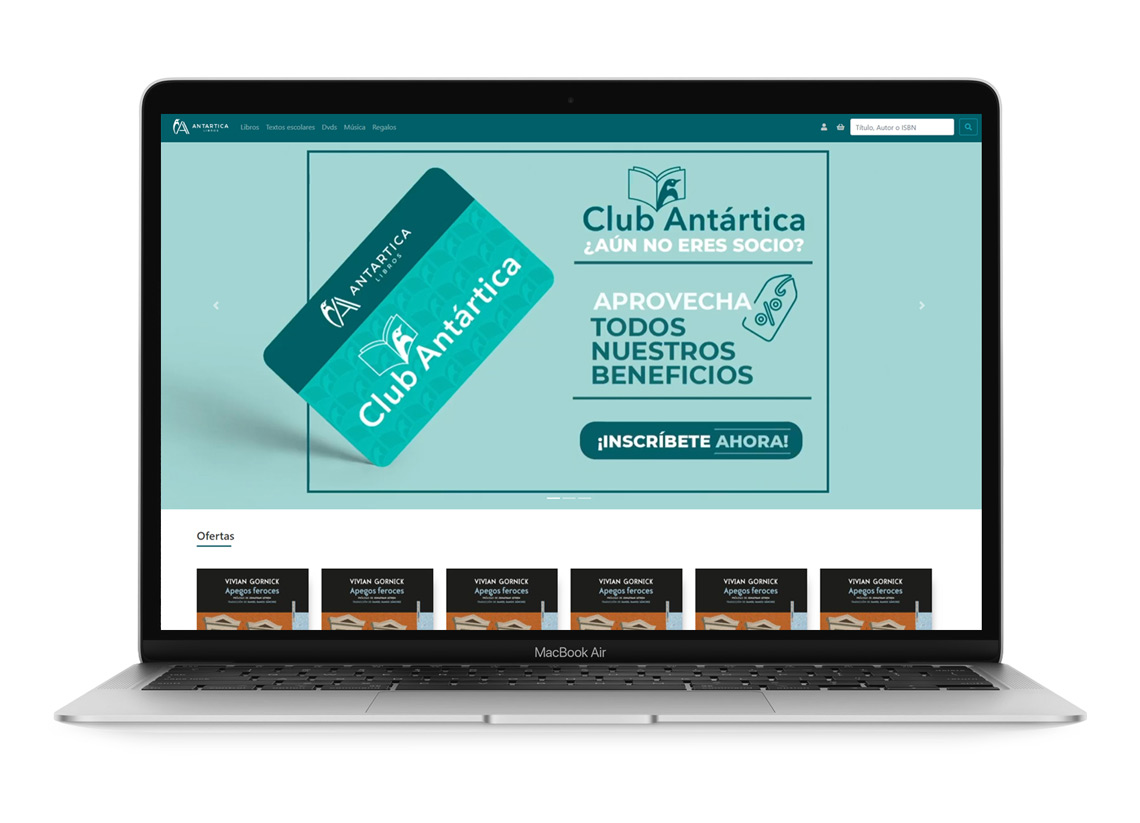 ANTARTICA
LIBROS
Libros Textos escolares Dvds Música Regalos
Título, Autor o ISBN
ANTARTICA
LIBROS
Club Antártica
Club Antártica
¿AÚN NO ERES SOCIO?
APROVECHA
%
TODOS
NUESTROS
BENEFICIOS
¡INSCRÍBETE AHORA!
Ofertas
VIVIAN GORNICK
Apegos feroces
VIVIAN GORNICK
Apegos feroces
VIVIAN GORNICK
Apegos feroces
VIVIAN GORNICK
Apegos feroces
VIVIAN GORNICK
Apegos feroces
VIVIAN GORNICK
Apegos feroces
MacBook Air